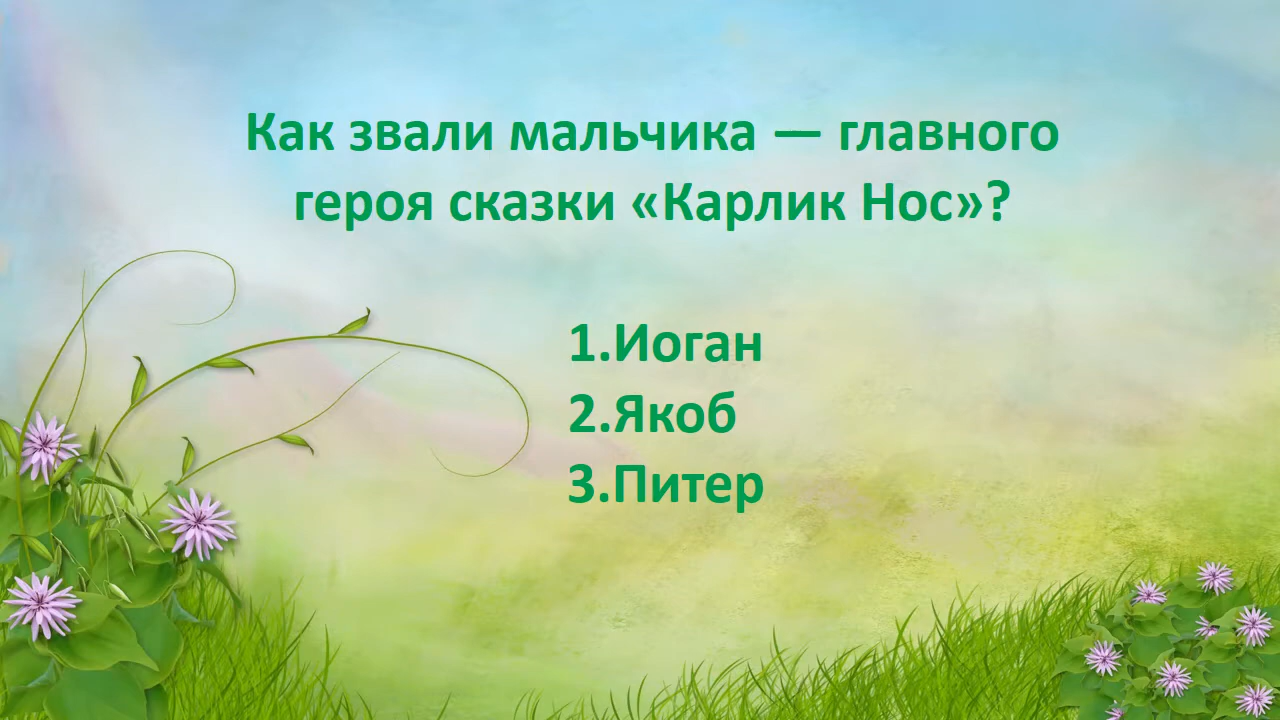 Как звали мальчика — главного
героя сказки «Карлик Нос»?
1.Иоган
2.Якоб
3.Питер